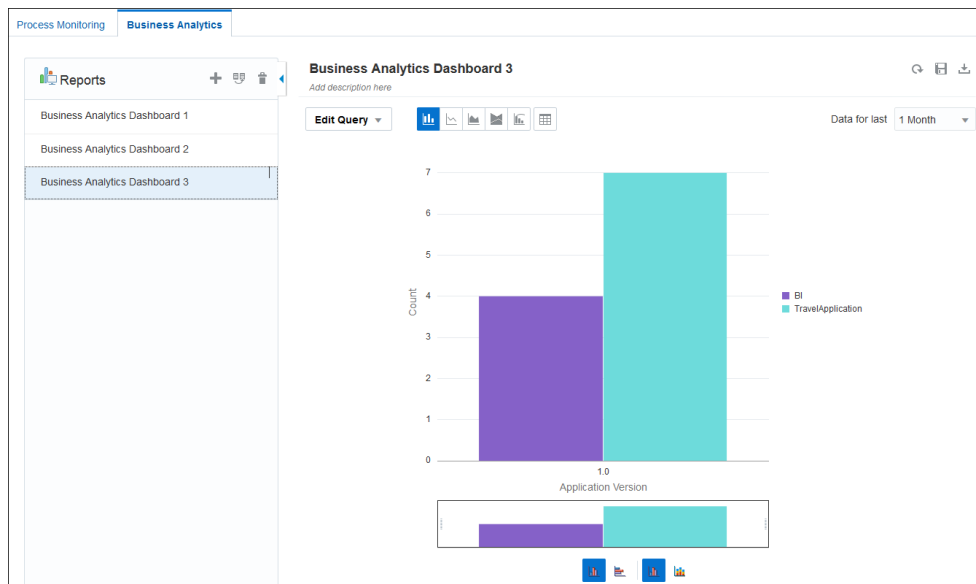 Process Monitoring
Business Analytics
Reports
Business Analytics Dashboard 1
Business Analytics Dashboard 2
Business Analytics Dashboard 3
Business Analytics Dashboard 3
Add description here
Edit Query
Data for last 1 Month
7
6
5
4
3
2
1
0
Count
1.0
Application Version
BI
TravelApplication